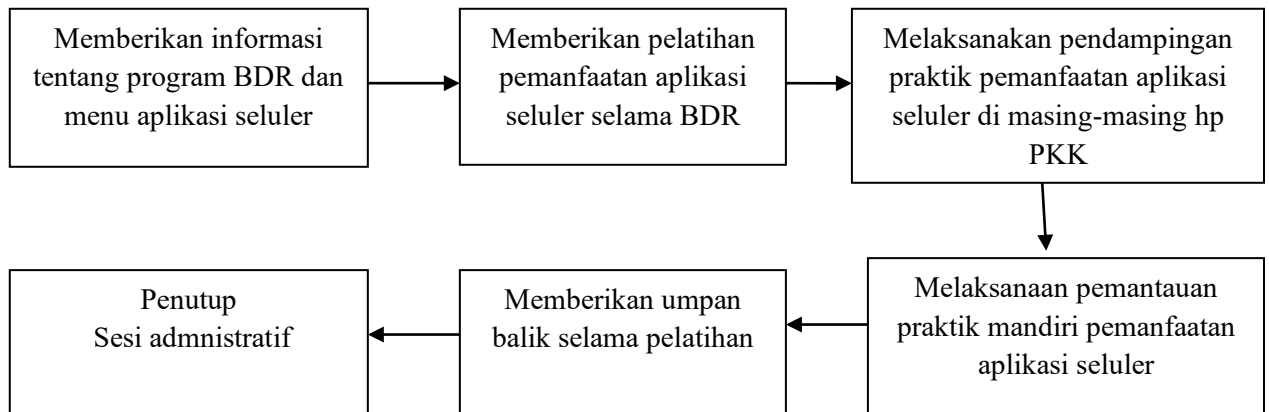 Memberikan informasi
tentang program BDR dan
menu aplikasi seluler
Memberikan pelatihan
pemanfaatan aplikasi
seluler selama BDR
Melaksanakan pendampingan
praktik pemanfaatan aplikasi
seluler di masing-masing hp
PKK
Melaksanaan pemantauan
praktik mandiri pemanfaatan
aplikasi seluler
Memberikan umpan
balik selama pelatihan
Penutup
Sesi admnistratif